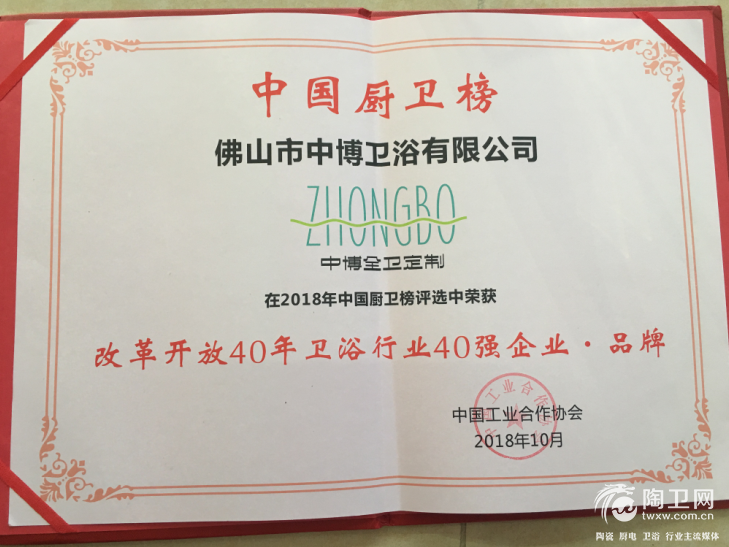 中国厨卫榜
佛山市中博卫浴有限公司
ZHONGBO
中博全卫定制
在2018年中国厨卫榜评选中荣获
改革开放40年卫浴行业40强企业·品牌
中国工业合作协会
2018年10月
陶卫网
twxw.com.cn
陶瓷 厨电 卫浴 行业主流媒体